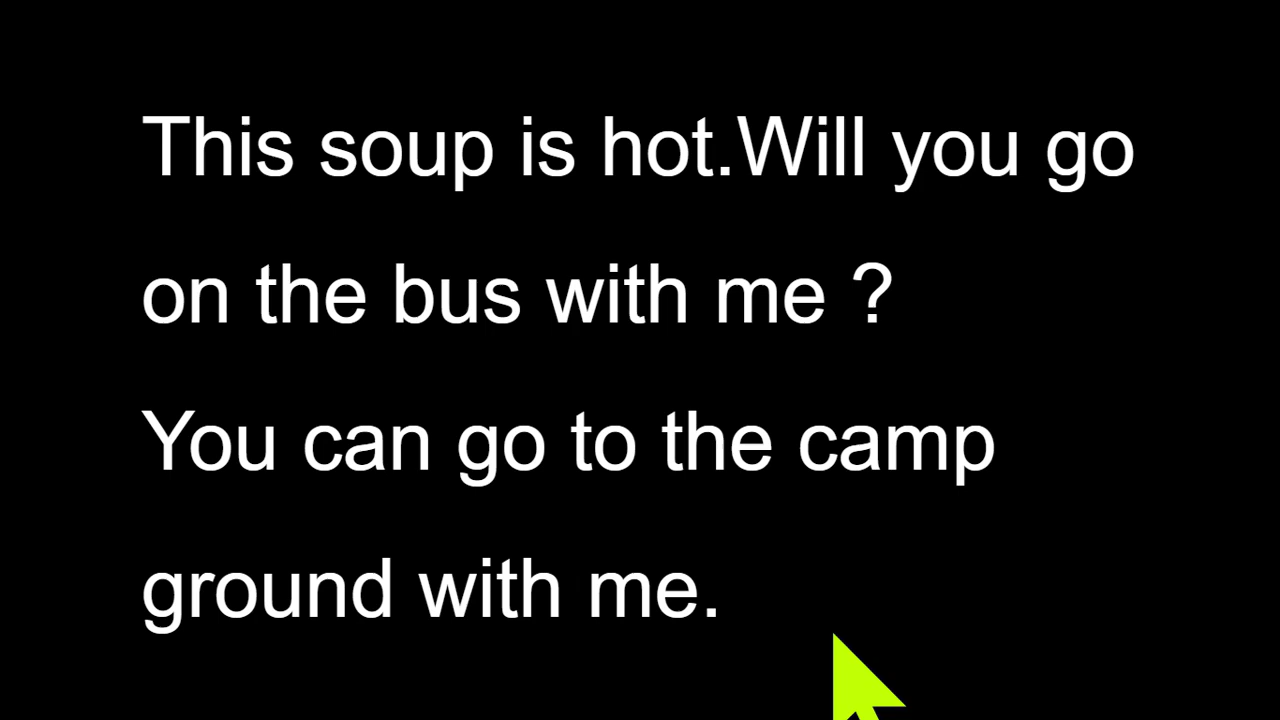 This soup is hot.Will you go
on the bus with me ?
You can go to the camp
ground with me.